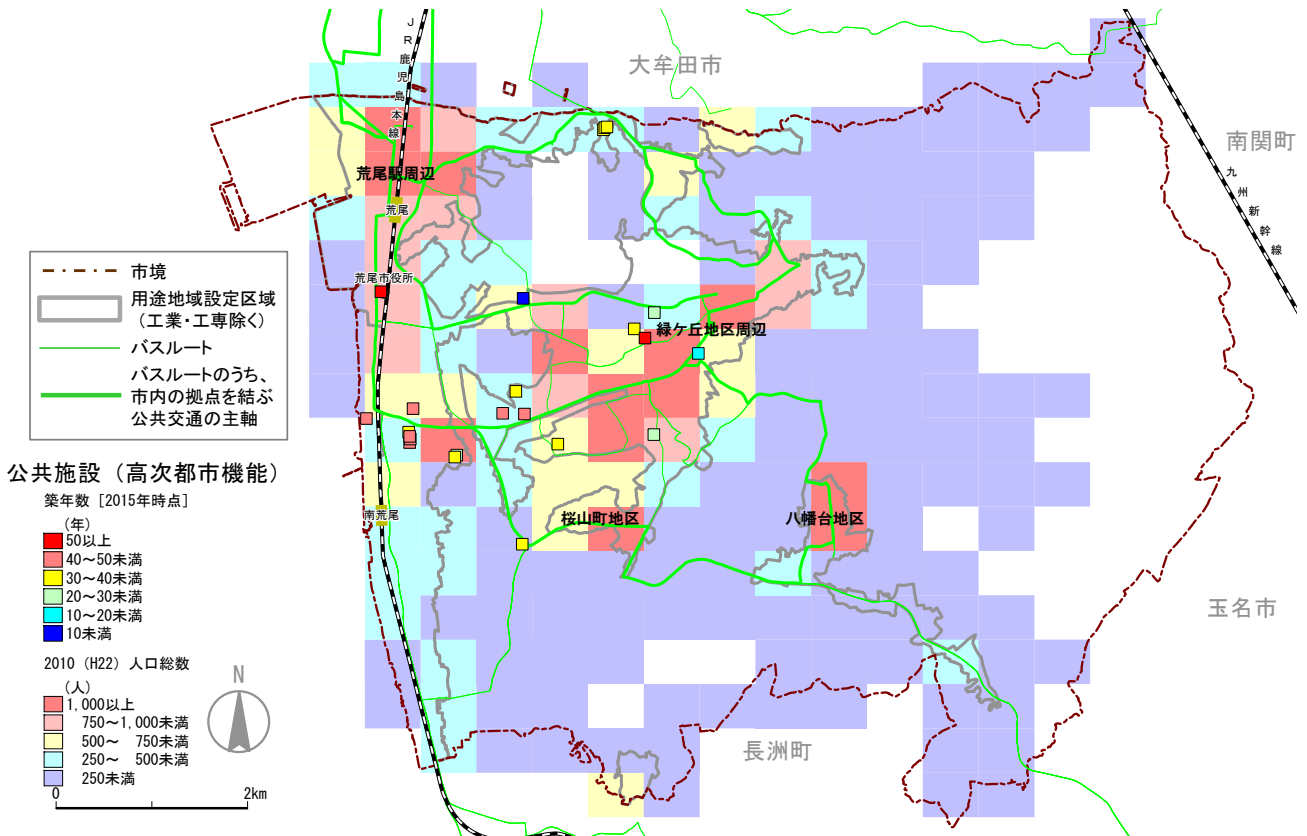 JR鹿児島本線
大牟田市
南関町
九州新幹線
荒尾駅周辺
荒尾
荒尾市役所
緑ケ丘地区周辺
市境
用途地域設定区域
（工業・工専除く）
バスルート
バスルートのうち、
市内の拠点を結ぶ
公共交通の主軸
公共施設（高次都市機能）
築年数 [2015年時点]
（年）
50以上
40～50未満
30～40未満
20～30未満
10～20未満
10未満
南荒尾
桜山町地区
八幡台地区
玉名市
長洲町
2010（H22）人口総数
（人）
1,000以上
750～1,000未満
500～ 750未満
250～ 500未満
250未満
N
0 2km